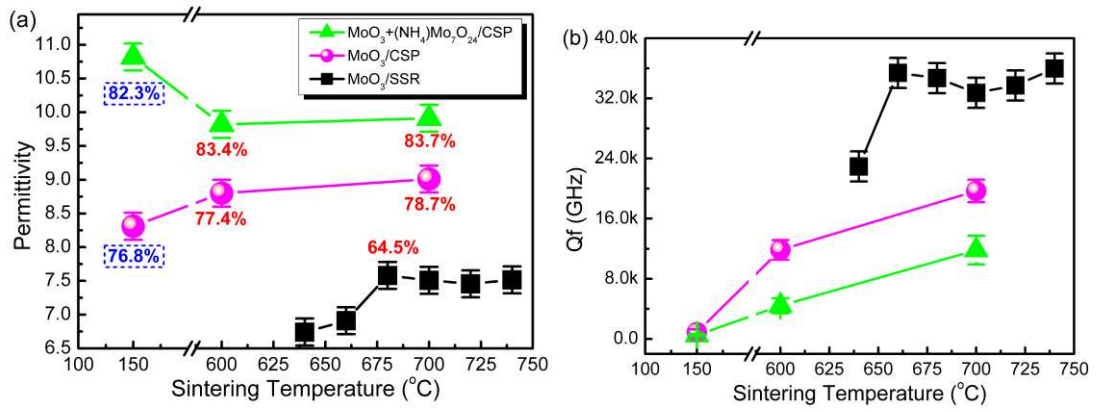 (a)
MoO3+(NH4)Mo7O24/CSP
MoO3/CSP
MoO3/SSR
Permittivity
11.0
10.5
10.0
9.5
9.0
8.5
8.0
7.5
7.0
6.5
82.3%
83.4%
83.7%
77.4%
78.7%
76.8%
64.5%
100 150 600 650 700 750
Sintering Temperature (°C)
(b)
Qf (GHz)
40.0k
32.0k
24.0k
16.0k
8.0k
0.0
100 150 600 625 650 675 700 725 750
Sintering Temperature (°C)